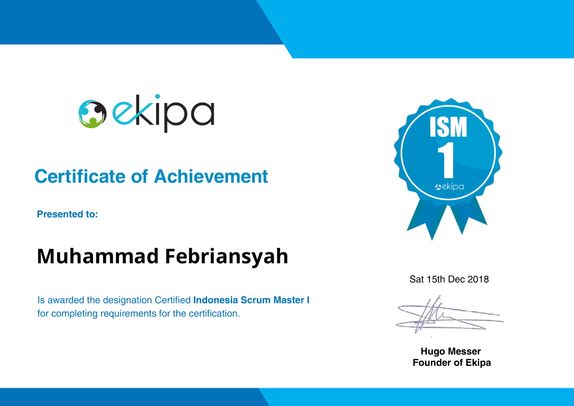 ekipa
Certificate of Achievement
Presented to:
Muhammad Febriansyah
Is awarded the designation Certified Indonesia Scrum Master I
for completing requirements for the certification.
ISM
1
ekipa
Sat 15th Dec 2018
Hugo Messer
Founder of Ekipa